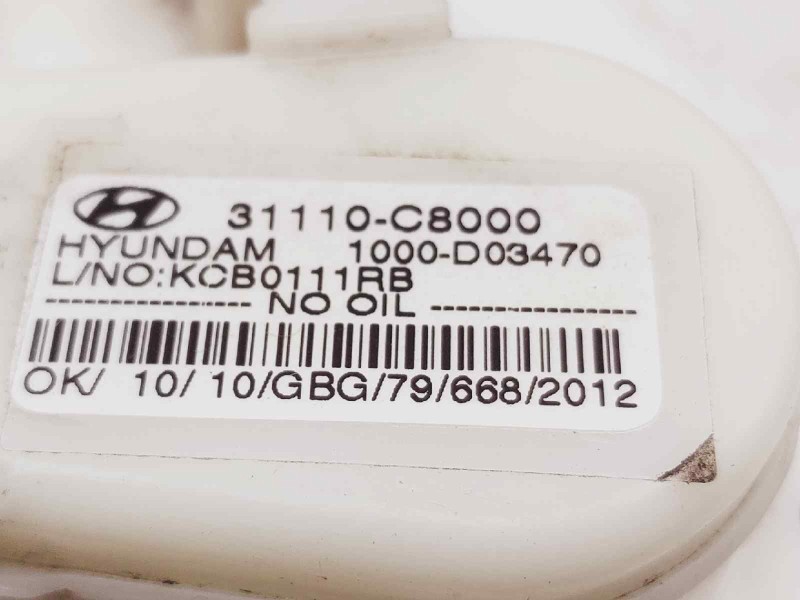 31110-C8000
HYUNDAM 1000-D03470
L/NO:KCB0111RB
---------------- NO OIL ----------------
OK/ 10/ 10/GBG/79/668/2012